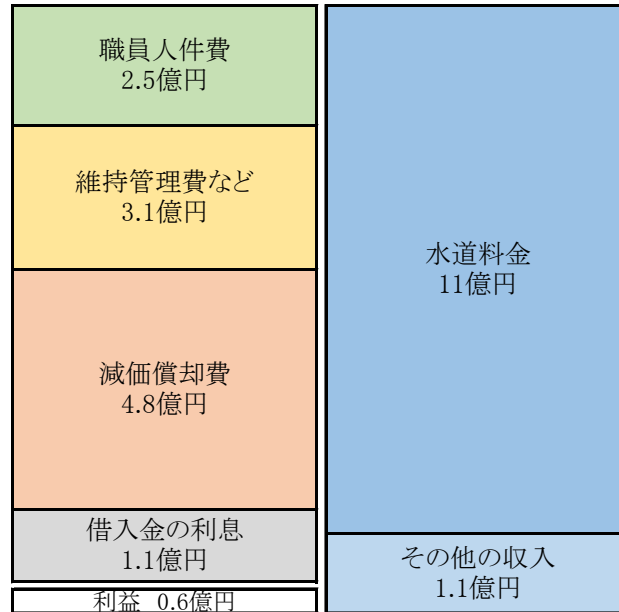 職員人件費
2.5億円
維持管理費など
3.1億円
減価償却費
4.8億円
借入金の利息
1.1億円
利益 0.6億円
水道料金
11億円
その他の収入
1.1億円